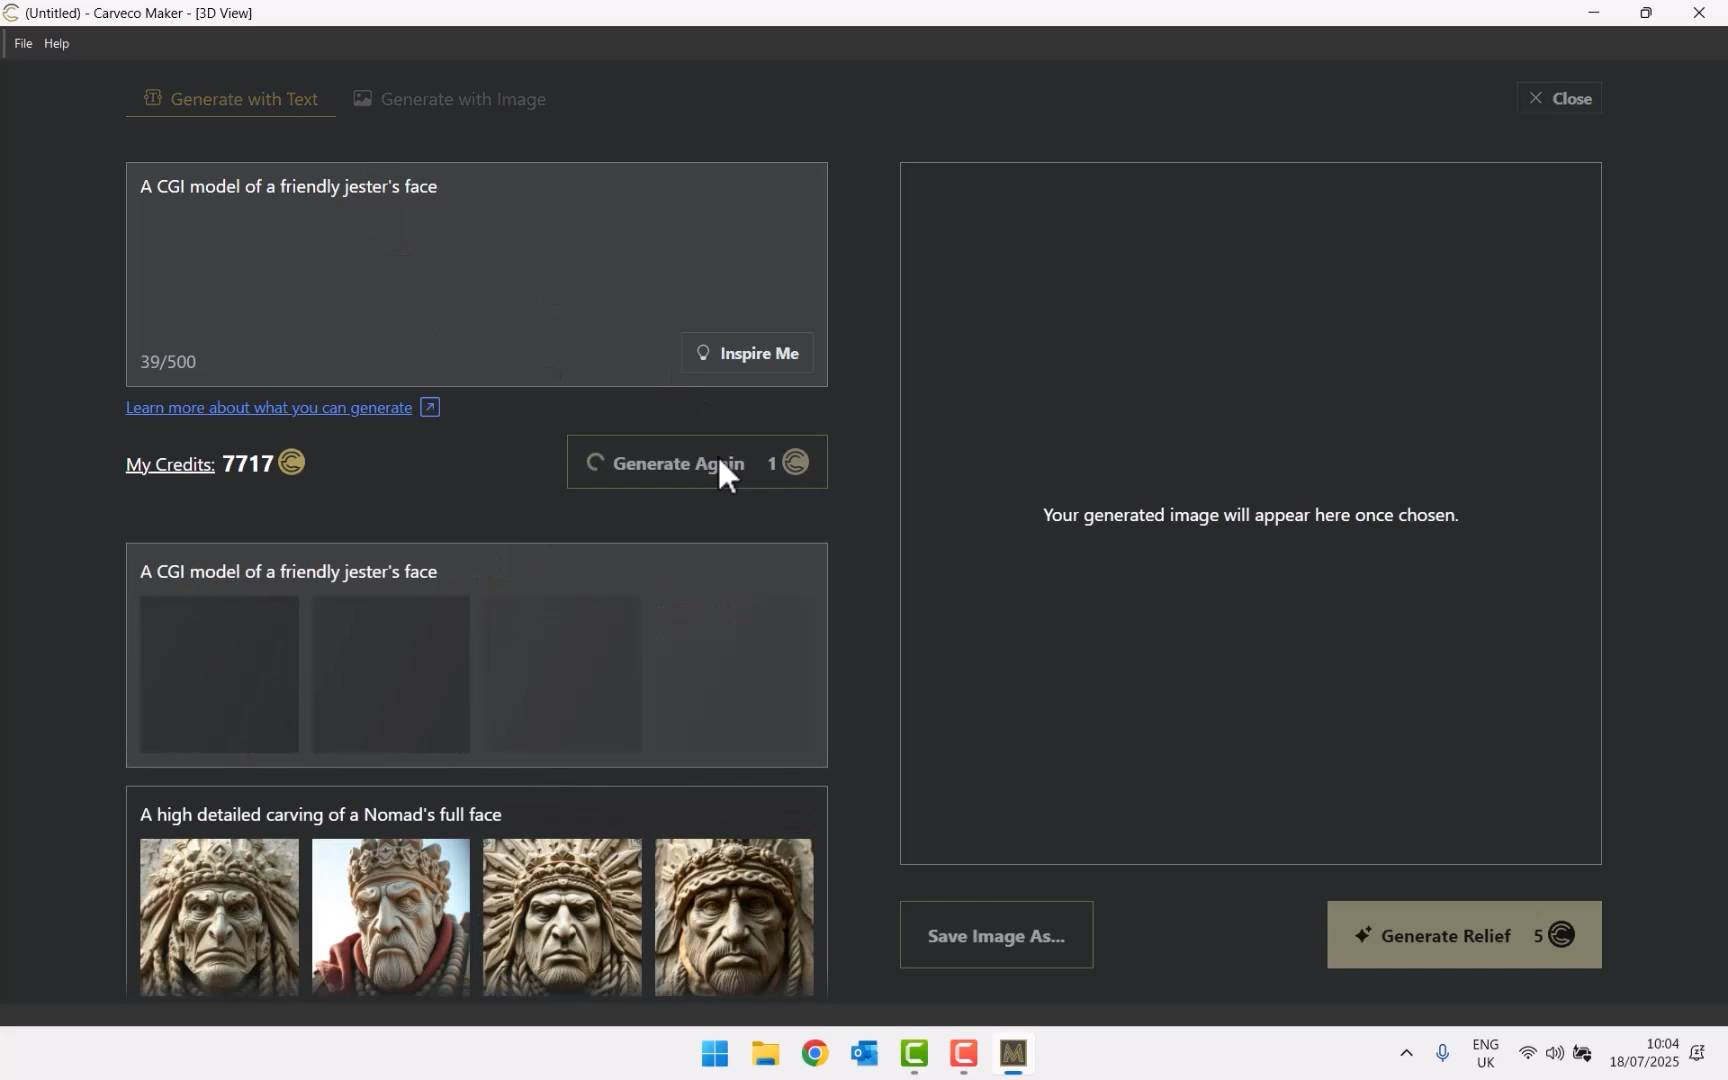 (Untitled) - Carveco Maker - [3D View]
File Help
Generate with Text Generate with Image
Close
A CGI model of a friendly jester's face
39/500
Inspire Me
Learn more about what you can generate
My Credits: 7717
Generate Again 1
Your generated image will appear here once chosen.
A CGI model of a friendly jester's face
A high detailed carving of a Nomad's full face
Save Image As...
Generate Relief 5
ENG
UK
10:04
18/07/2025